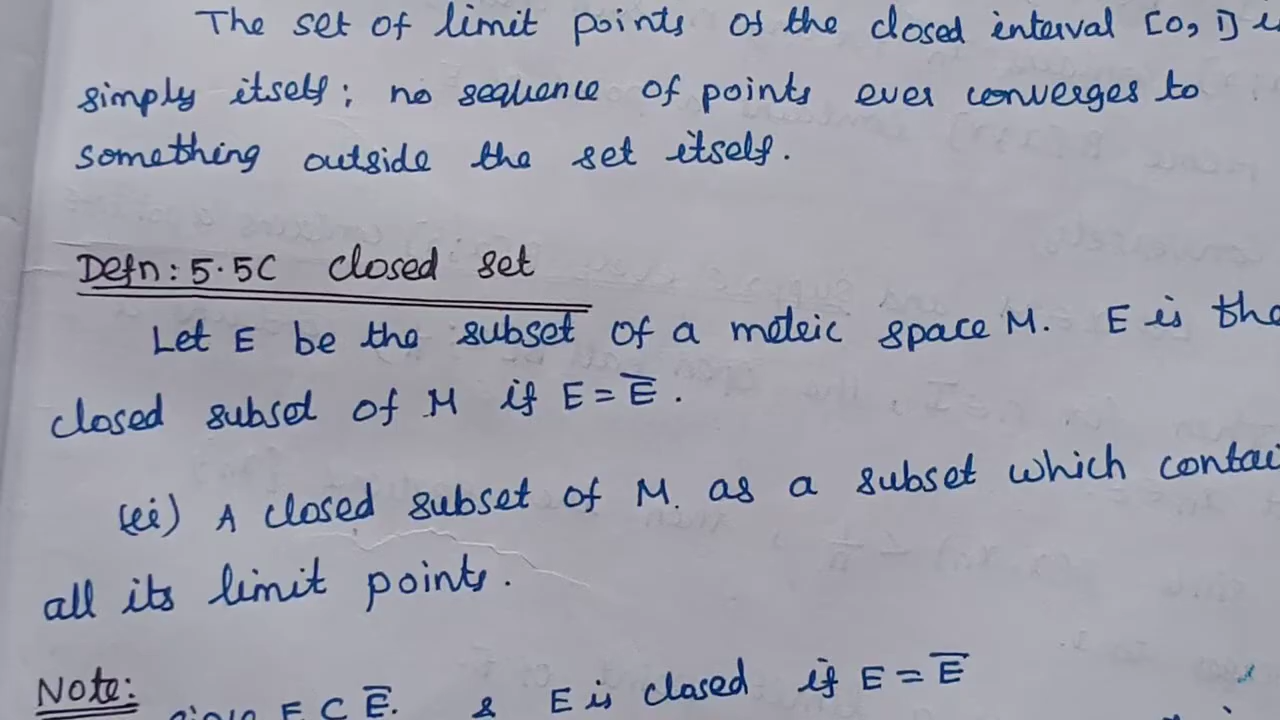 The set of limit points of the closed interval [0, 1] is
simply itself; no sequence of points ever converges to
something outside the set itself.
Defn: 5.5C closed set
Let E be the subset of a metric space M. E is the
closed subset of M if E = E̅.
(ii) A closed subset of M. as a subset which contai
all its limit points.
Note:
E ⊂ E̅. & E is closed if E = E̅